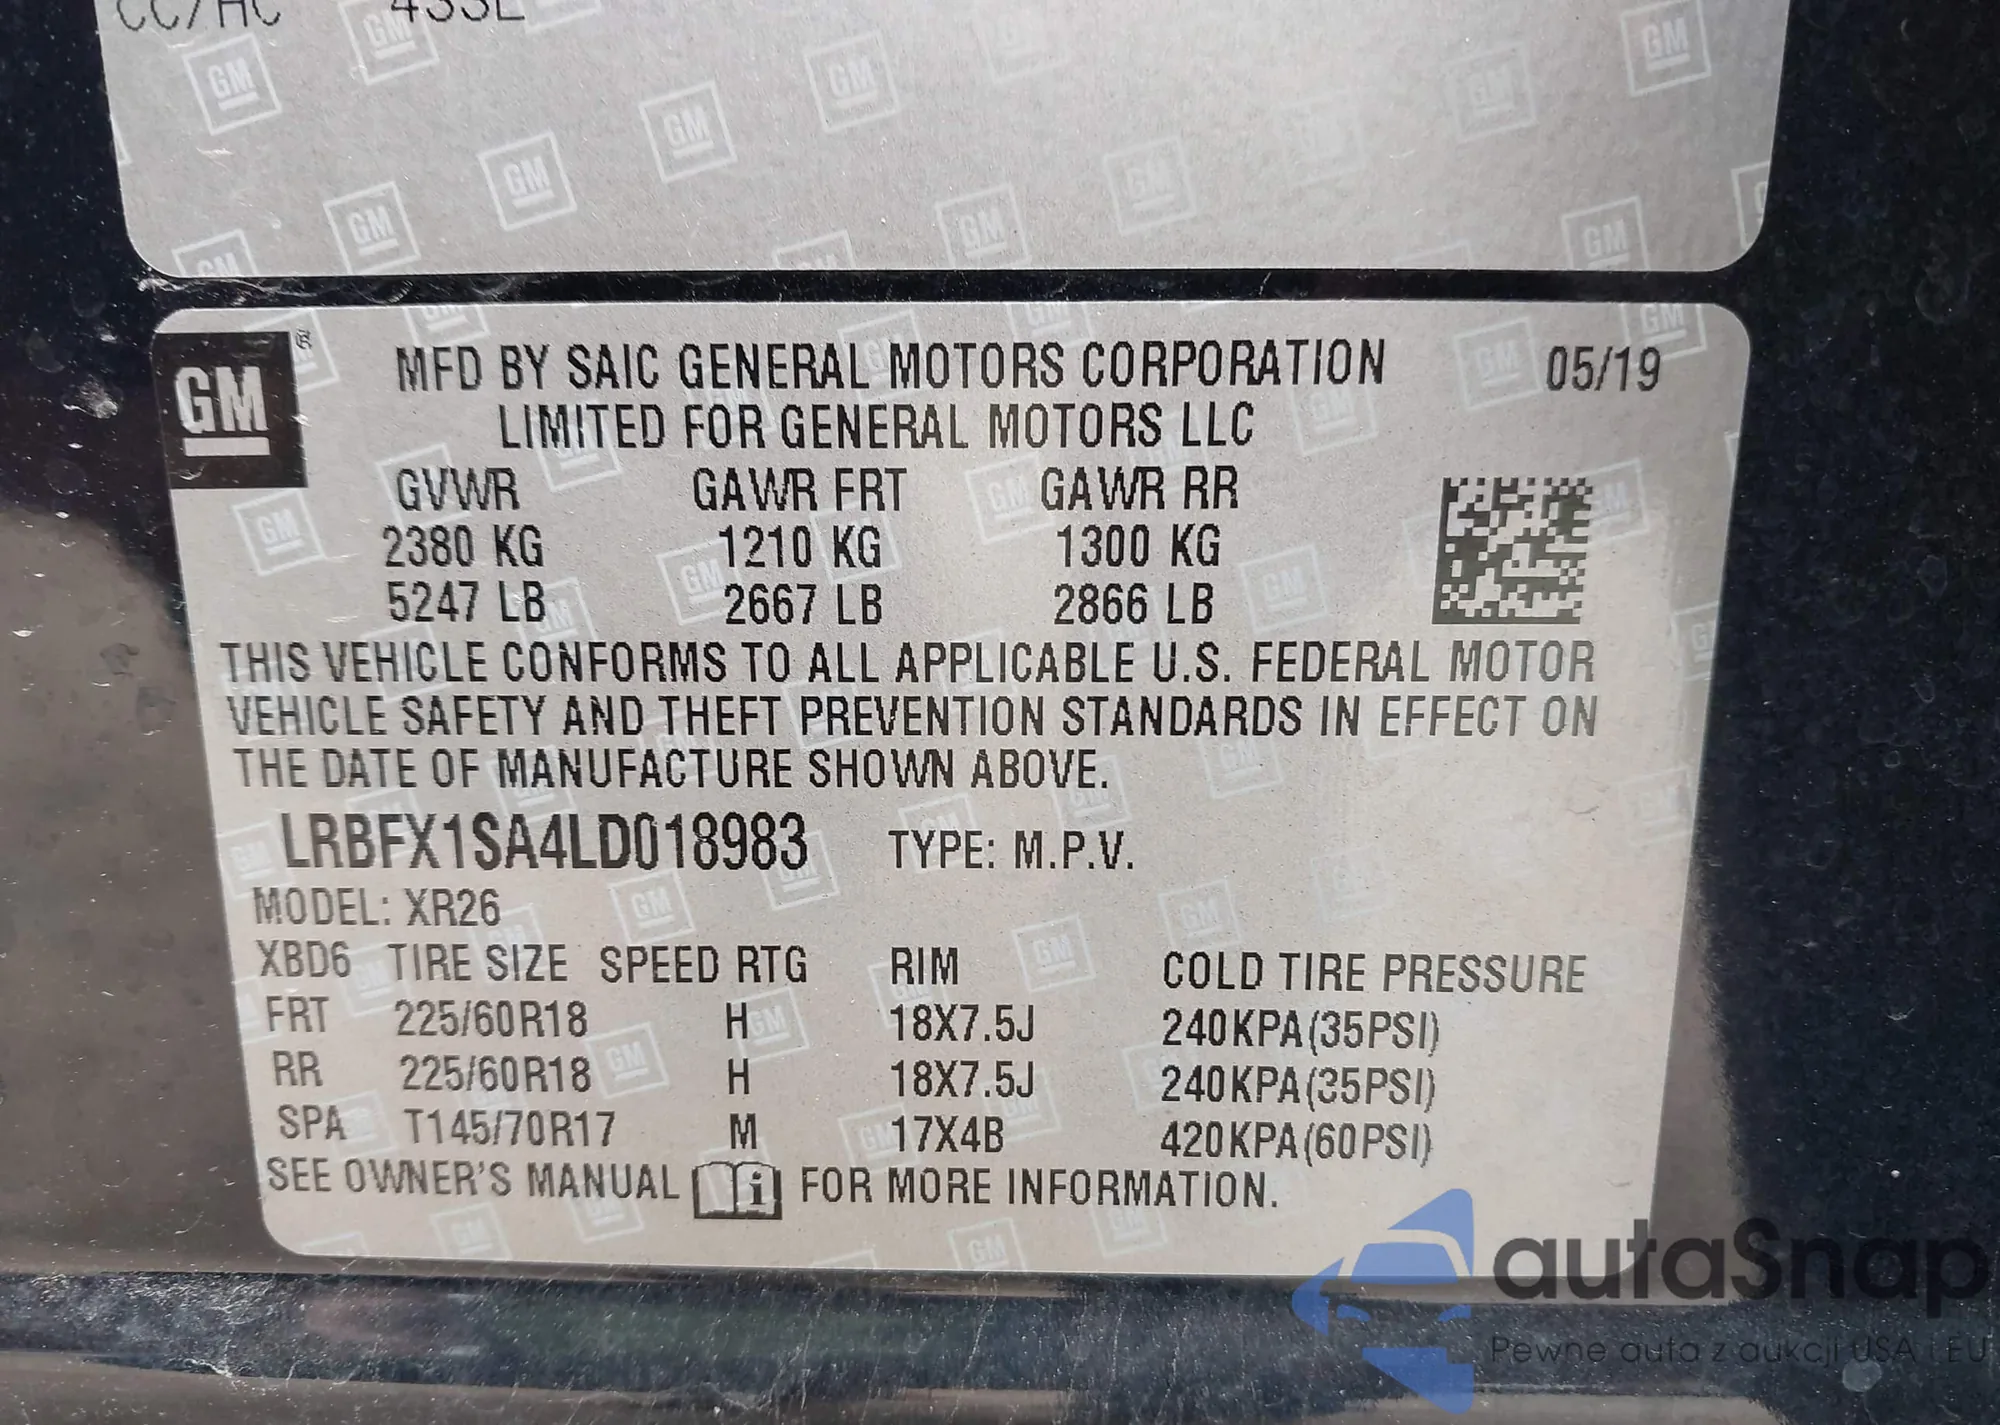 CC/HC 433E
GM
MFD BY SAIC GENERAL MOTORS CORPORATION 05/19
LIMITED FOR GENERAL MOTORS LLC
GVWR GAWR FRT GAWR RR
2380 KG 1210 KG 1300 KG
5247 LB 2667 LB 2866 LB
THIS VEHICLE CONFORMS TO ALL APPLICABLE U.S. FEDERAL MOTOR
VEHICLE SAFETY AND THEFT PREVENTION STANDARDS IN EFFECT ON
THE DATE OF MANUFACTURE SHOWN ABOVE.
LRBFX1SA4LD018983 TYPE: M.P.V.
MODEL: XR26
XBD6 TIRE SIZE SPEED RTG RIM COLD TIRE PRESSURE
FRT 225/60R18 H 18X7.5J 240KPA(35PSI)
RR 225/60R18 H 18X7.5J 240KPA(35PSI)
SPA T145/70R17 M 17X4B 420KPA(60PSI)
SEE OWNER'S MANUAL i FOR MORE INFORMATION.
autaSnap
Pewne auta z aukcji USA i EU